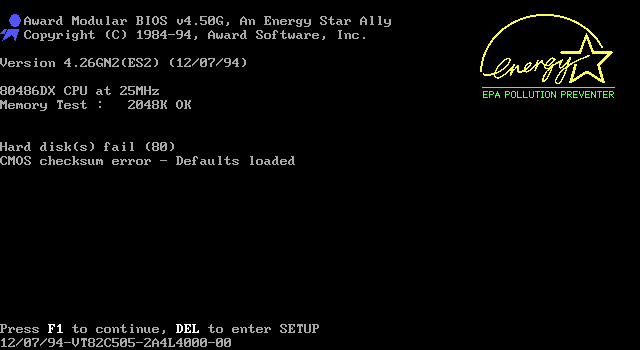 Award Modular BIOS v4.50G, An Energy Star Ally
Copyright (C) 1984-94, Award Software, Inc.
energy
EPA POLLUTION PREVENTER
Version 4.26GN2(ES2) (12/07/94)
80486DX CPU at 25MHz
Memory Test :   2048K OK
Hard disk(s) fail (80)
CMOS checksum error - Defaults loaded
Press F1 to continue, DEL to enter SETUP
12/07/94-VT82C505-2A4L4000-00